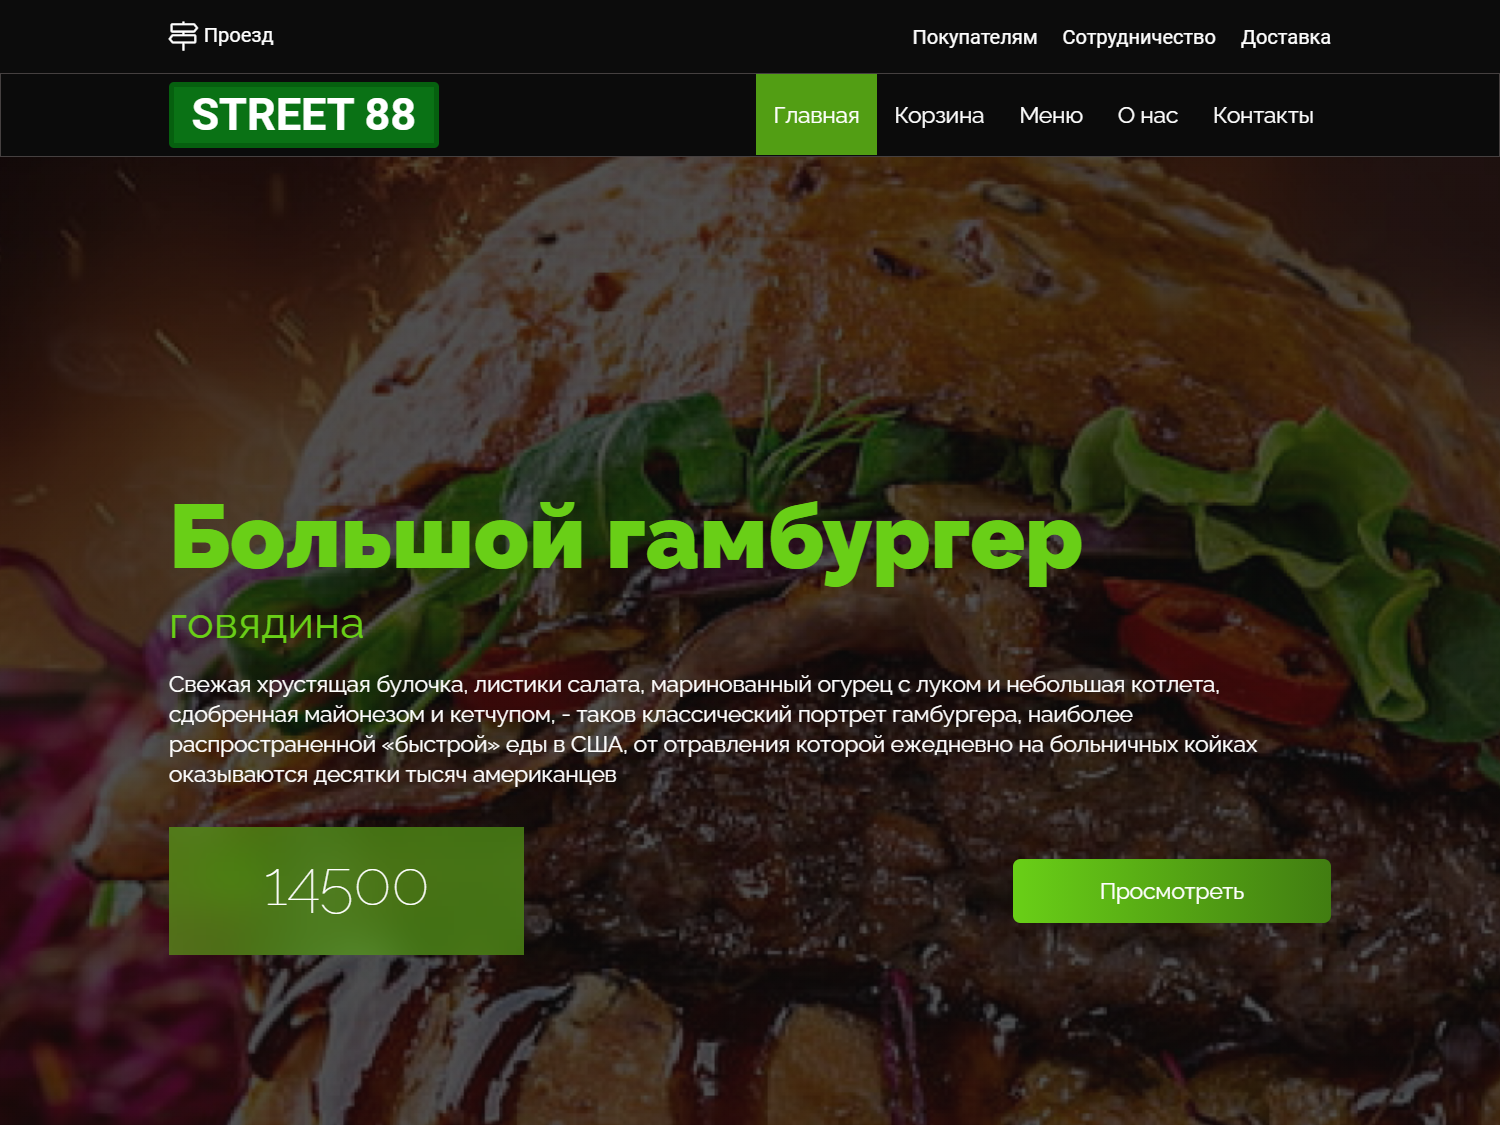 Проезд
Покупателям Сотрудничество Доставка
STREET 88
Главная Корзина Меню О нас Контакты
Большой гамбургер
говядина
Свежая хрустящая булочка, листики салата, маринованный огурец с луком и небольшая котлета,
сдобренная майонезом и кетчупом, - таков классический портрет гамбургера, наиболее
распространенной «быстрой» еды в США, от отравления которой ежедневно на больничных койках
оказываются десятки тысяч американцев
14500
Просмотреть